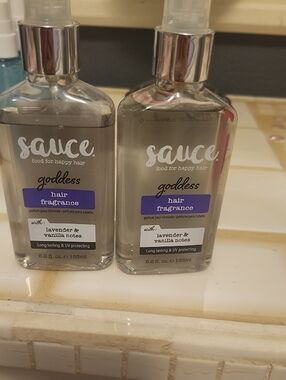 sauce
food for happy hair
goddess
hair
fragrance
with:
lavender &
vanilla notes
Long lasting & UV protecting
sauce
food for happy hair
goddess
hair
fragrance
with:
lavender &
vanilla notes
Long lasting & UV protecting